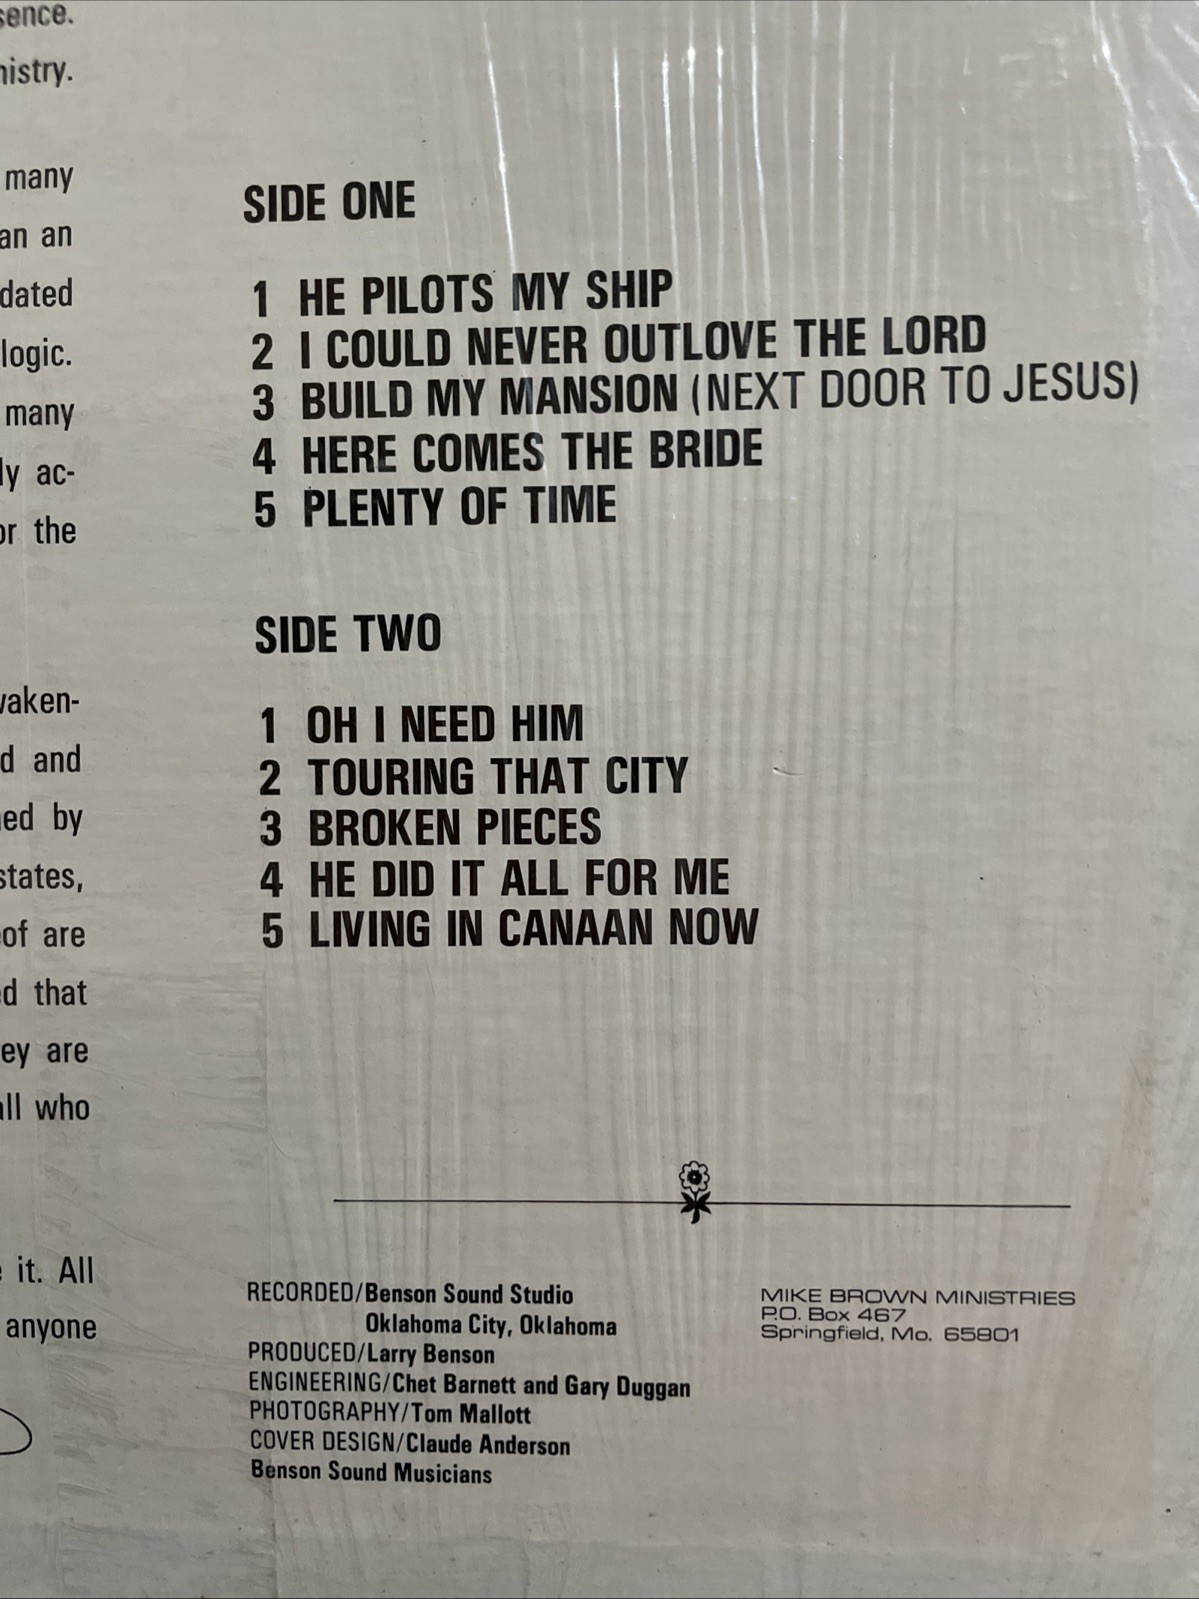 sence.
nistry.
many
an an
dated
logic.
many
ly ac-
or the
waken-
d and
ned by
states,
of are
ed that
ey are
all who
it. All
anyone
SIDE ONE
1 HE PILOTS MY SHIP
2 I COULD NEVER OUTLOVE THE LORD
3 BUILD MY MANSION (NEXT DOOR TO JESUS)
4 HERE COMES THE BRIDE
5 PLENTY OF TIME
SIDE TWO
1 OH I NEED HIM
2 TOURING THAT CITY
3 BROKEN PIECES
4 HE DID IT ALL FOR ME
5 LIVING IN CANAAN NOW
RECORDED/Benson Sound Studio
Oklahoma City, Oklahoma
PRODUCED/Larry Benson
ENGINEERING/Chet Barnett and Gary Duggan
PHOTOGRAPHY/Tom Mallott
COVER DESIGN/Claude Anderson
Benson Sound Musicians
MIKE BROWN MINISTRIES
P.O. Box 467
Springfield, Mo. 65801